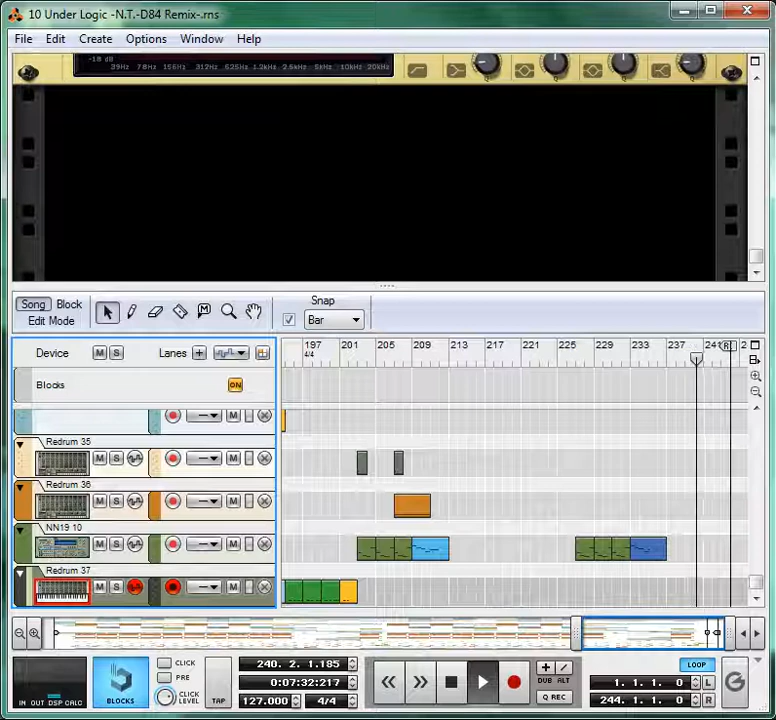 10 Under Logic -N.T.-D84 Remix-.rns
File Edit Create Options Window Help
-18 dB
39Hz 78Hz 156Hz 312Hz 625Hz 1.2kHz 2.5kHz 5kHz 10kHz 20kHz
Song Block
Edit Mode
Snap
Bar
Device M S Lanes
197 201 205 209 213 217 221 225 229 233 237 241 R 2
4/4
Blocks ON
M
Redrum 35
M S M
Redrum 36
M S M
NN19 10
M S M
Redrum 37
M S M
IN OUT DSP CALC
BLOCKS
CLICK
PRE
CLICK
LEVEL
TAP
240. 2. 1.185
0:07:32:217
127.000 4/4
DUB ALT
Q REC
LOOP
1. 1. 1. 0 L
244. 1. 1. 0 R